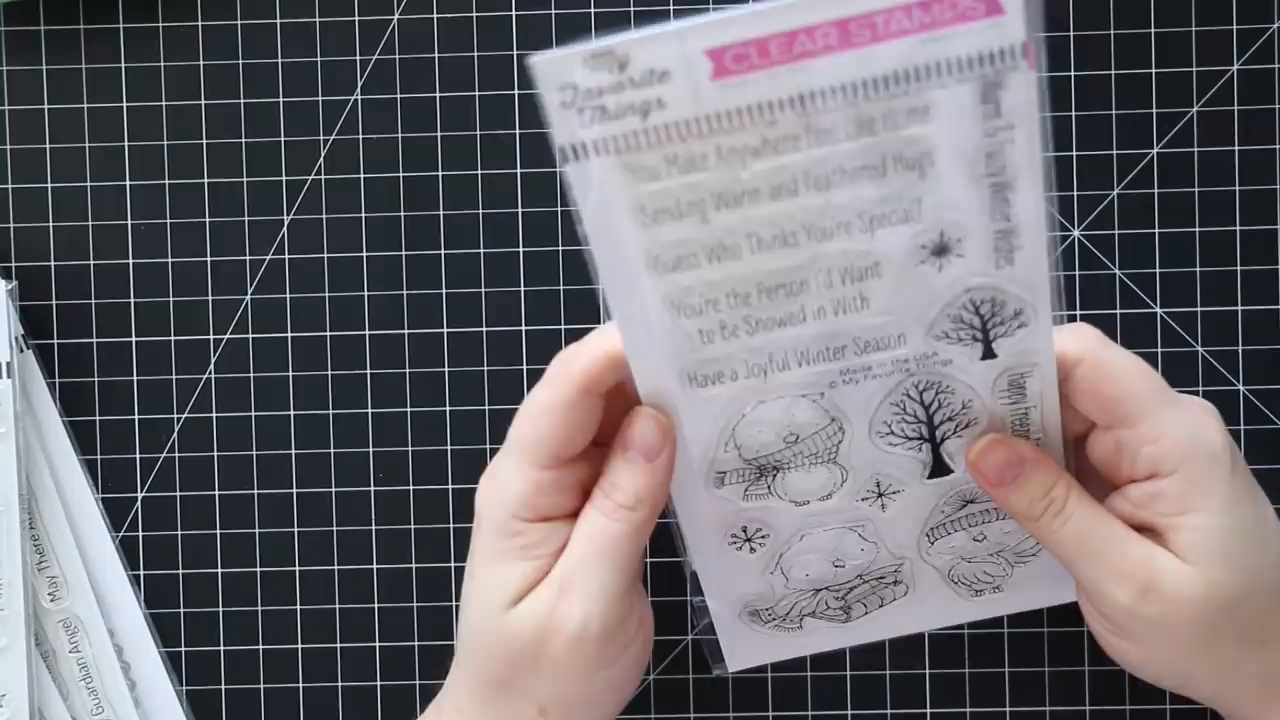 My
Favorite
Things
CLEAR STAMPS
You Make Anywhere Feel Like Home
Sending Warm and Feathered Hugs
Guess Who Thinks You're Special?
You're the Person I'd Want
to Be Snowed in With
Have a Joyful Winter Season
Made in the USA
© My Favorite Things
Winter Wishes
Happy
May There
Guardian Angel